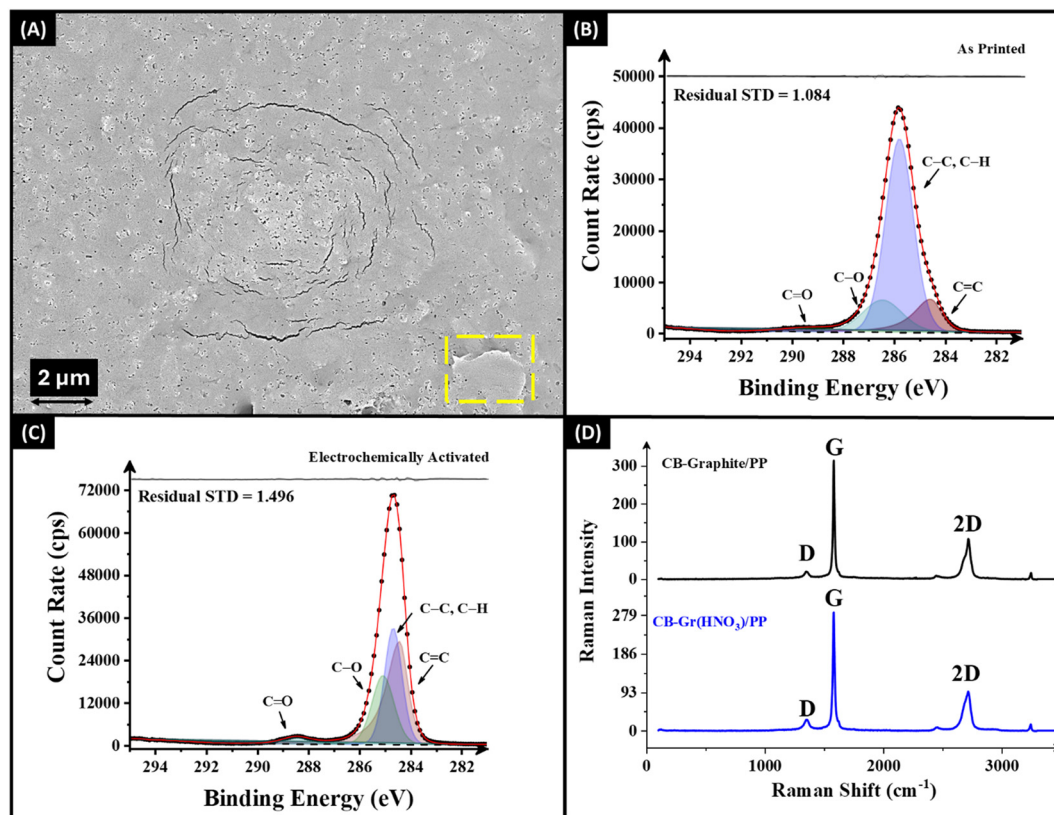 (A)
2 µm
(B)
As Printed
Residual STD = 1.084
50000
40000
30000
20000
10000
0
Count Rate (cps)
C–C, C–H
C–O
C=O
C=C
294 292 290 288 286 284 282
Binding Energy (eV)
(C)
Electrochemically Activated
Residual STD = 1.496
72000
60000
48000
36000
24000
12000
0
Count Rate (cps)
C–C, C–H
C–O
C=C
C=O
294 292 290 288 286 284 282
Binding Energy (eV)
(D)
CB-Graphite/PP
G
D
2D
300
200
100
0
CB-Gr(HNO₃)/PP
G
D
2D
279
186
93
0
Raman Intensity
0 1000 2000 3000
Raman Shift (cm⁻¹)